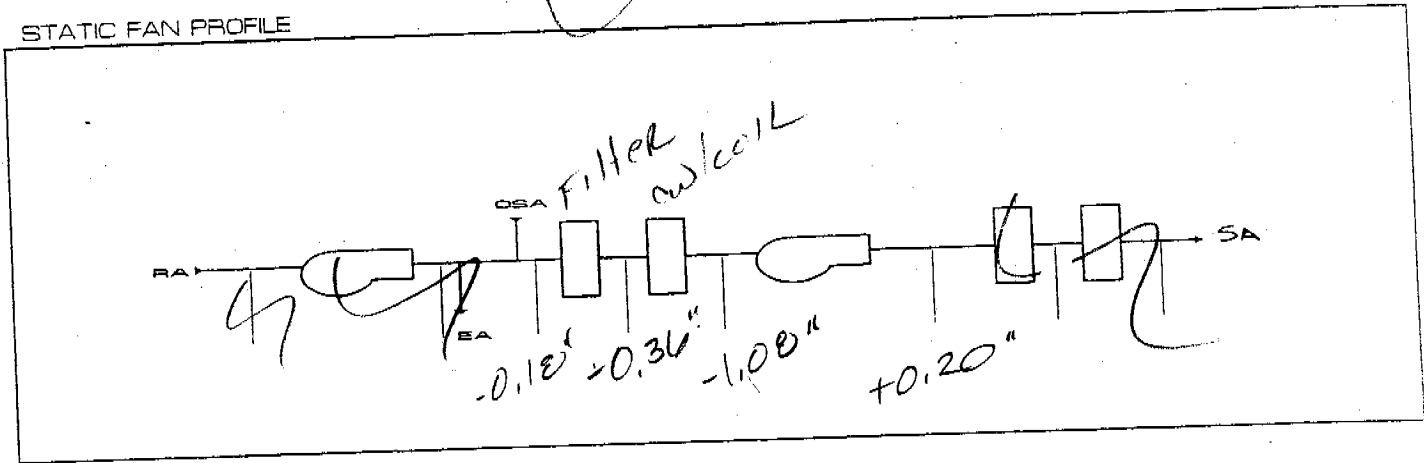 STATIC FAN PROFILE
Filter
cw/coil
OSA
RA
SA
EA
-0.18" -0.36" -1.08" +0.20"